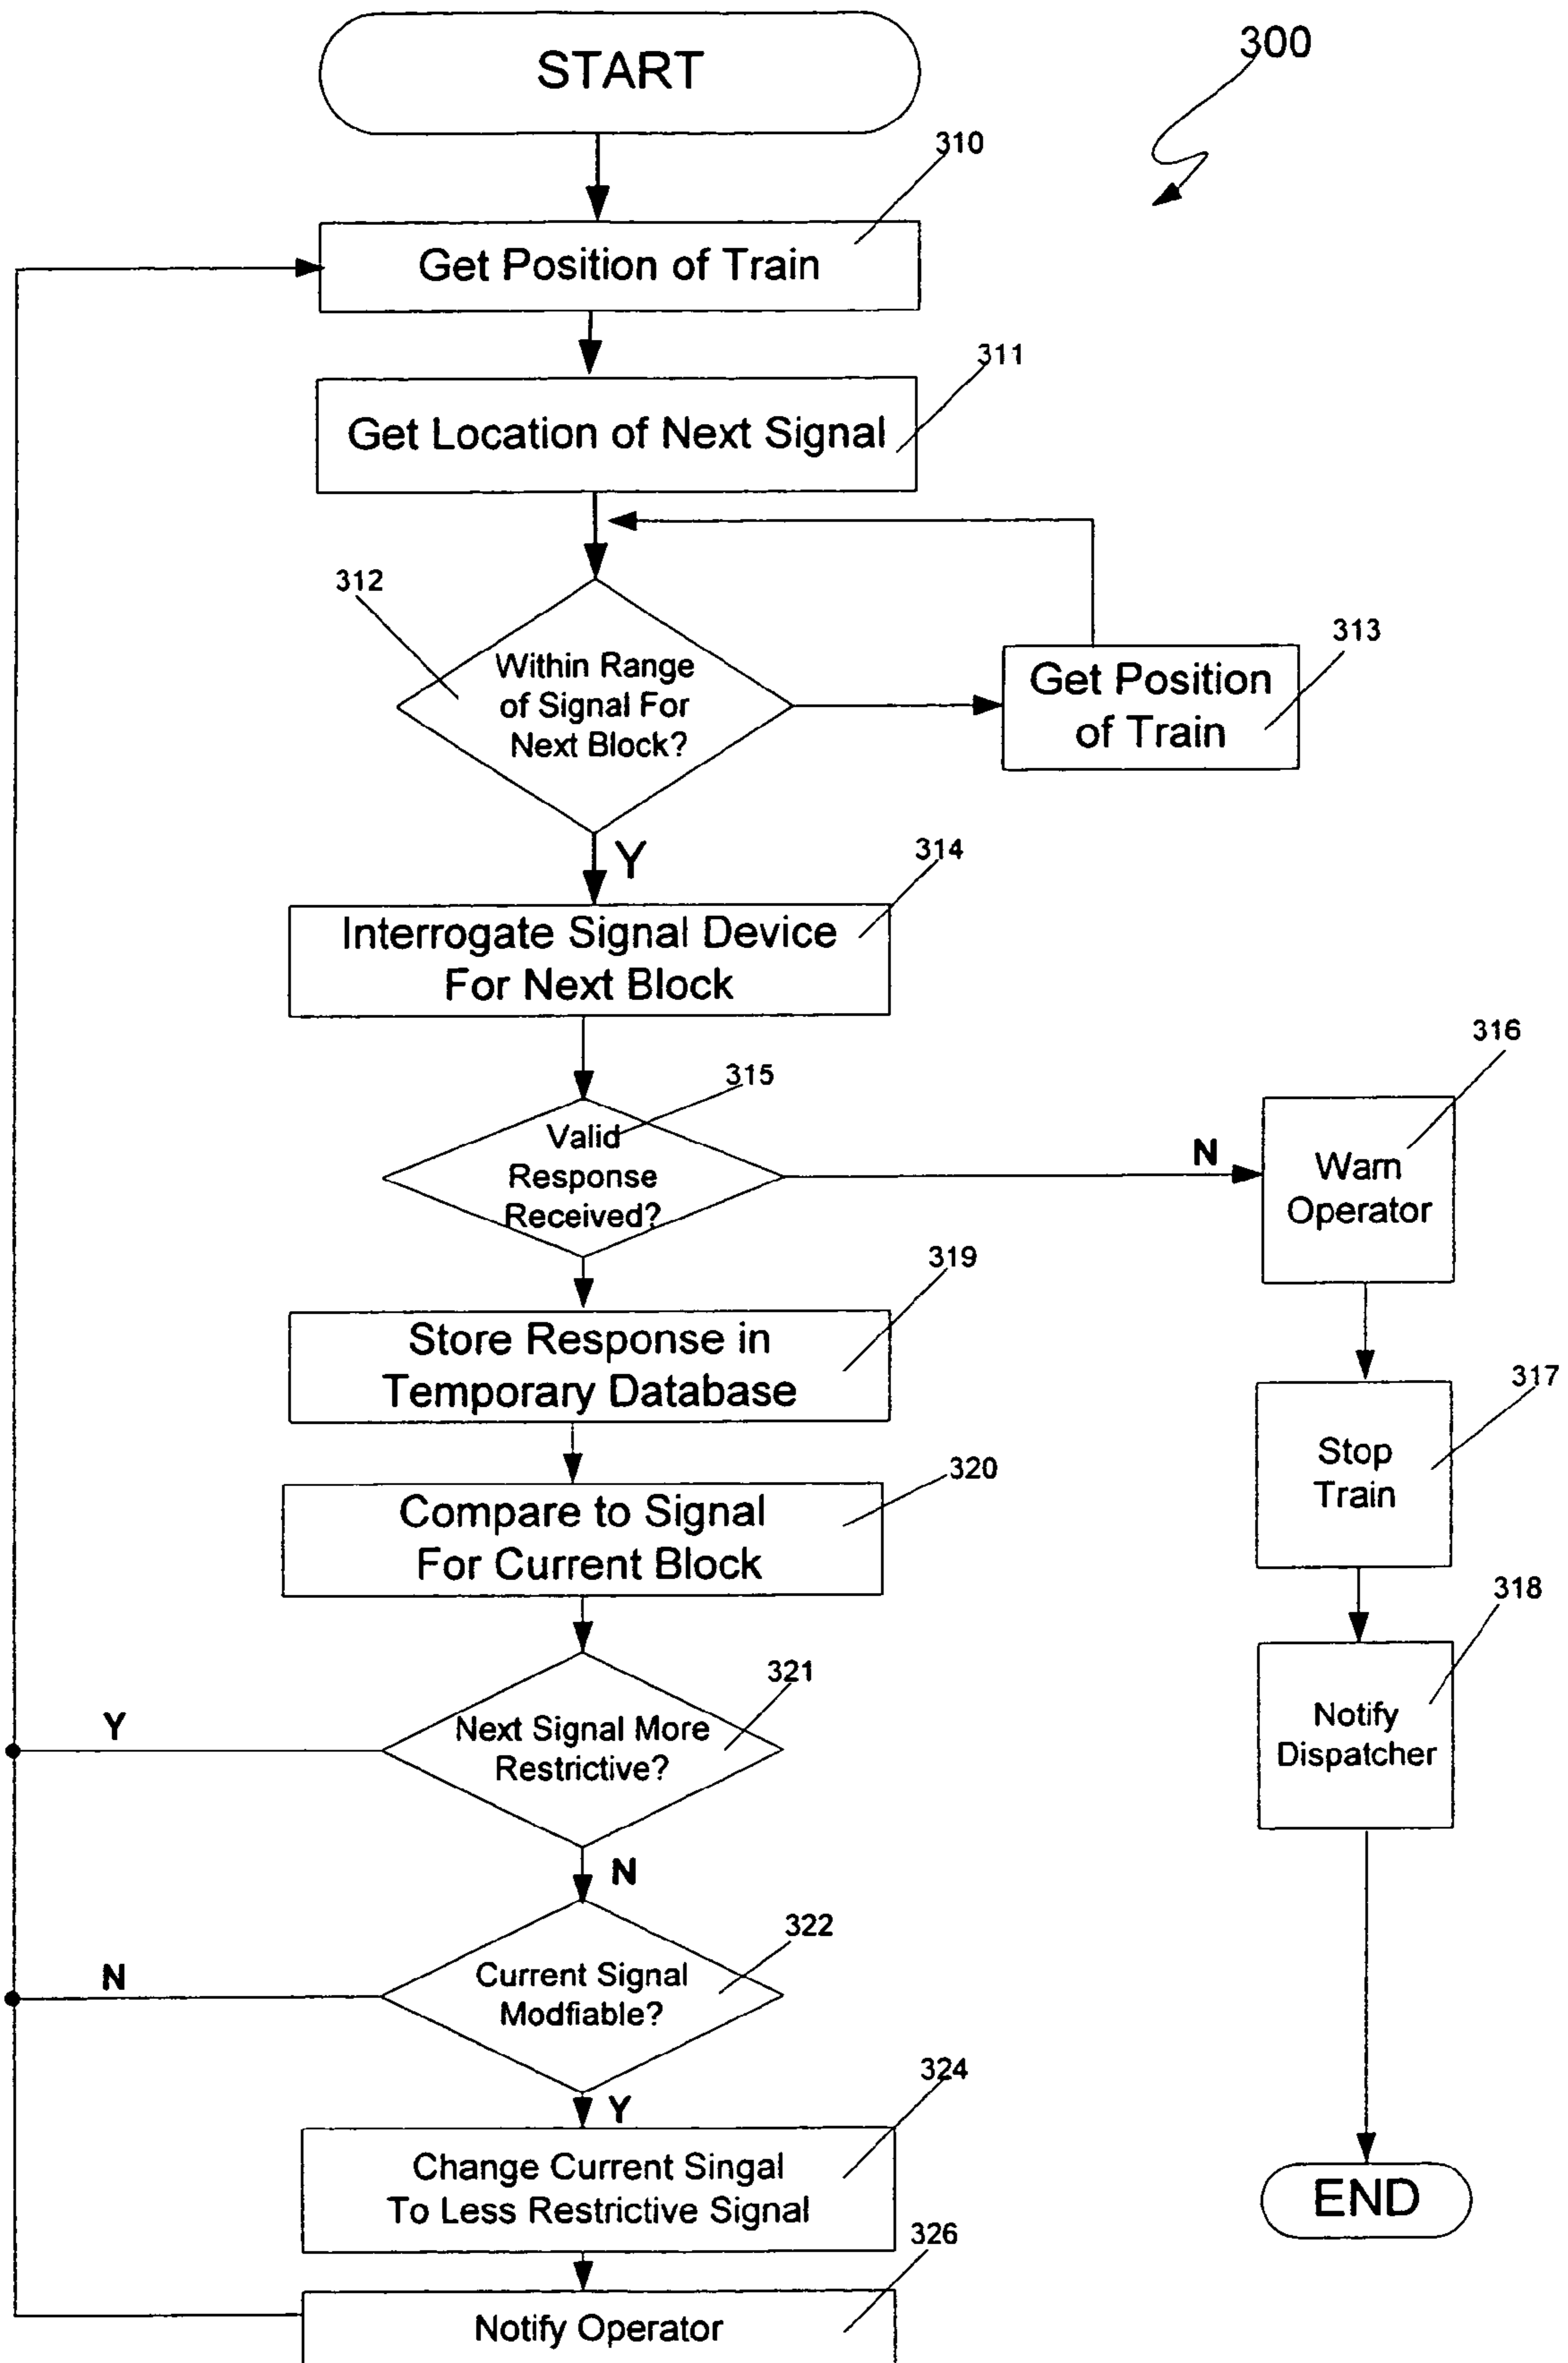 START
300
310
Get Position of Train
311
Get Location of Next Signal
312
Within Range
of Signal For
Next Block?
313
Get Position
of Train
Y
314
Interrogate Signal Device
For Next Block
315
Valid
Response
Received?
N
316
Warn
Operator
319
Store Response in
Temporary Database
317
Stop
Train
320
Compare to Signal
For Current Block
318
Notify
Dispatcher
321
Next Signal More
Restrictive?
Y
N
322
Current Signal
Modfiable?
N
Y
324
Change Current Singal
To Less Restrictive Signal
END
326
Notify Operator